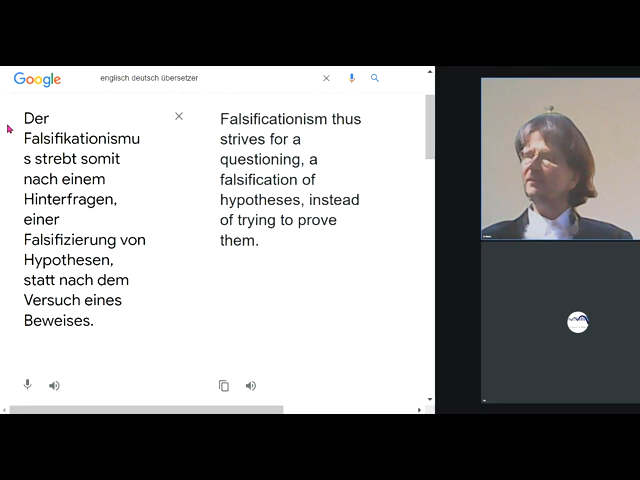 Google
englisch deutsch übersetzer
Der
Falsifikationismu
s strebt somit
nach einem
Hinterfragen,
einer
Falsifizierung von
Hypothesen,
statt nach dem
Versuch eines
Beweises.
Falsificationism thus
strives for a
questioning, a
falsification of
hypotheses, instead
of trying to prove
them.